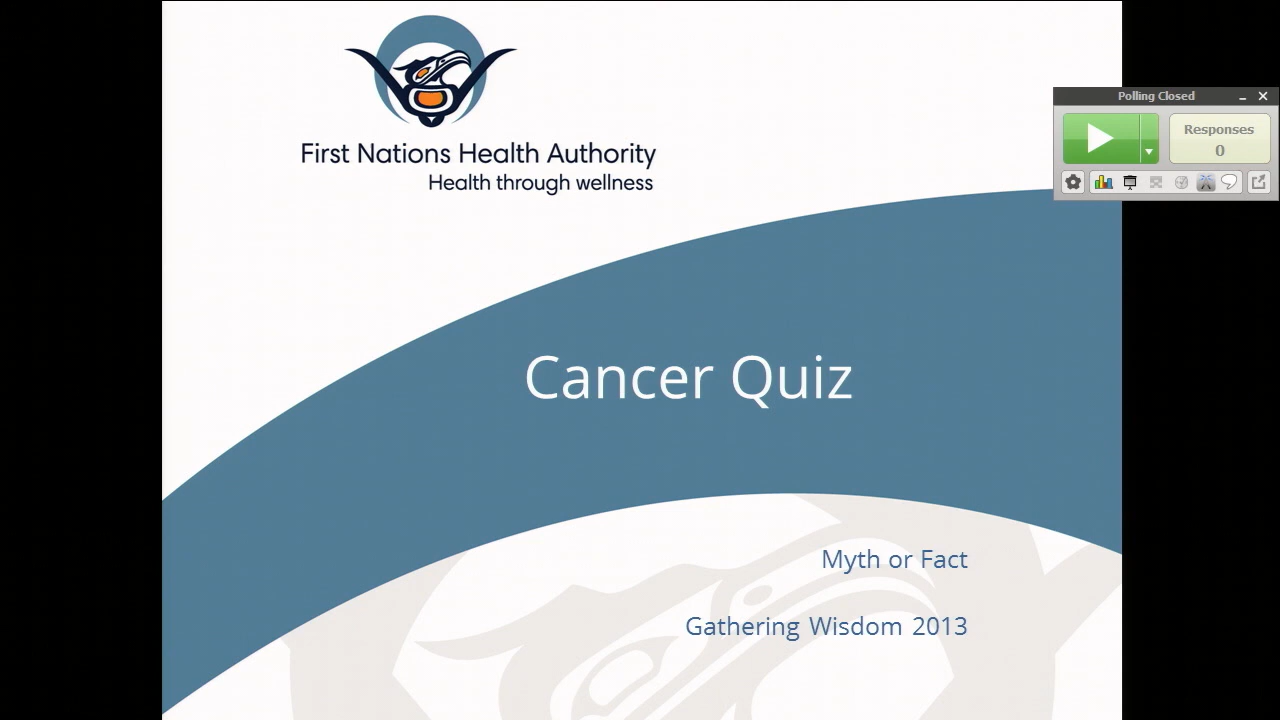 First Nations Health Authority
Health through wellness
Polling Closed
Responses
0
Cancer Quiz
Myth or Fact
Gathering Wisdom 2013